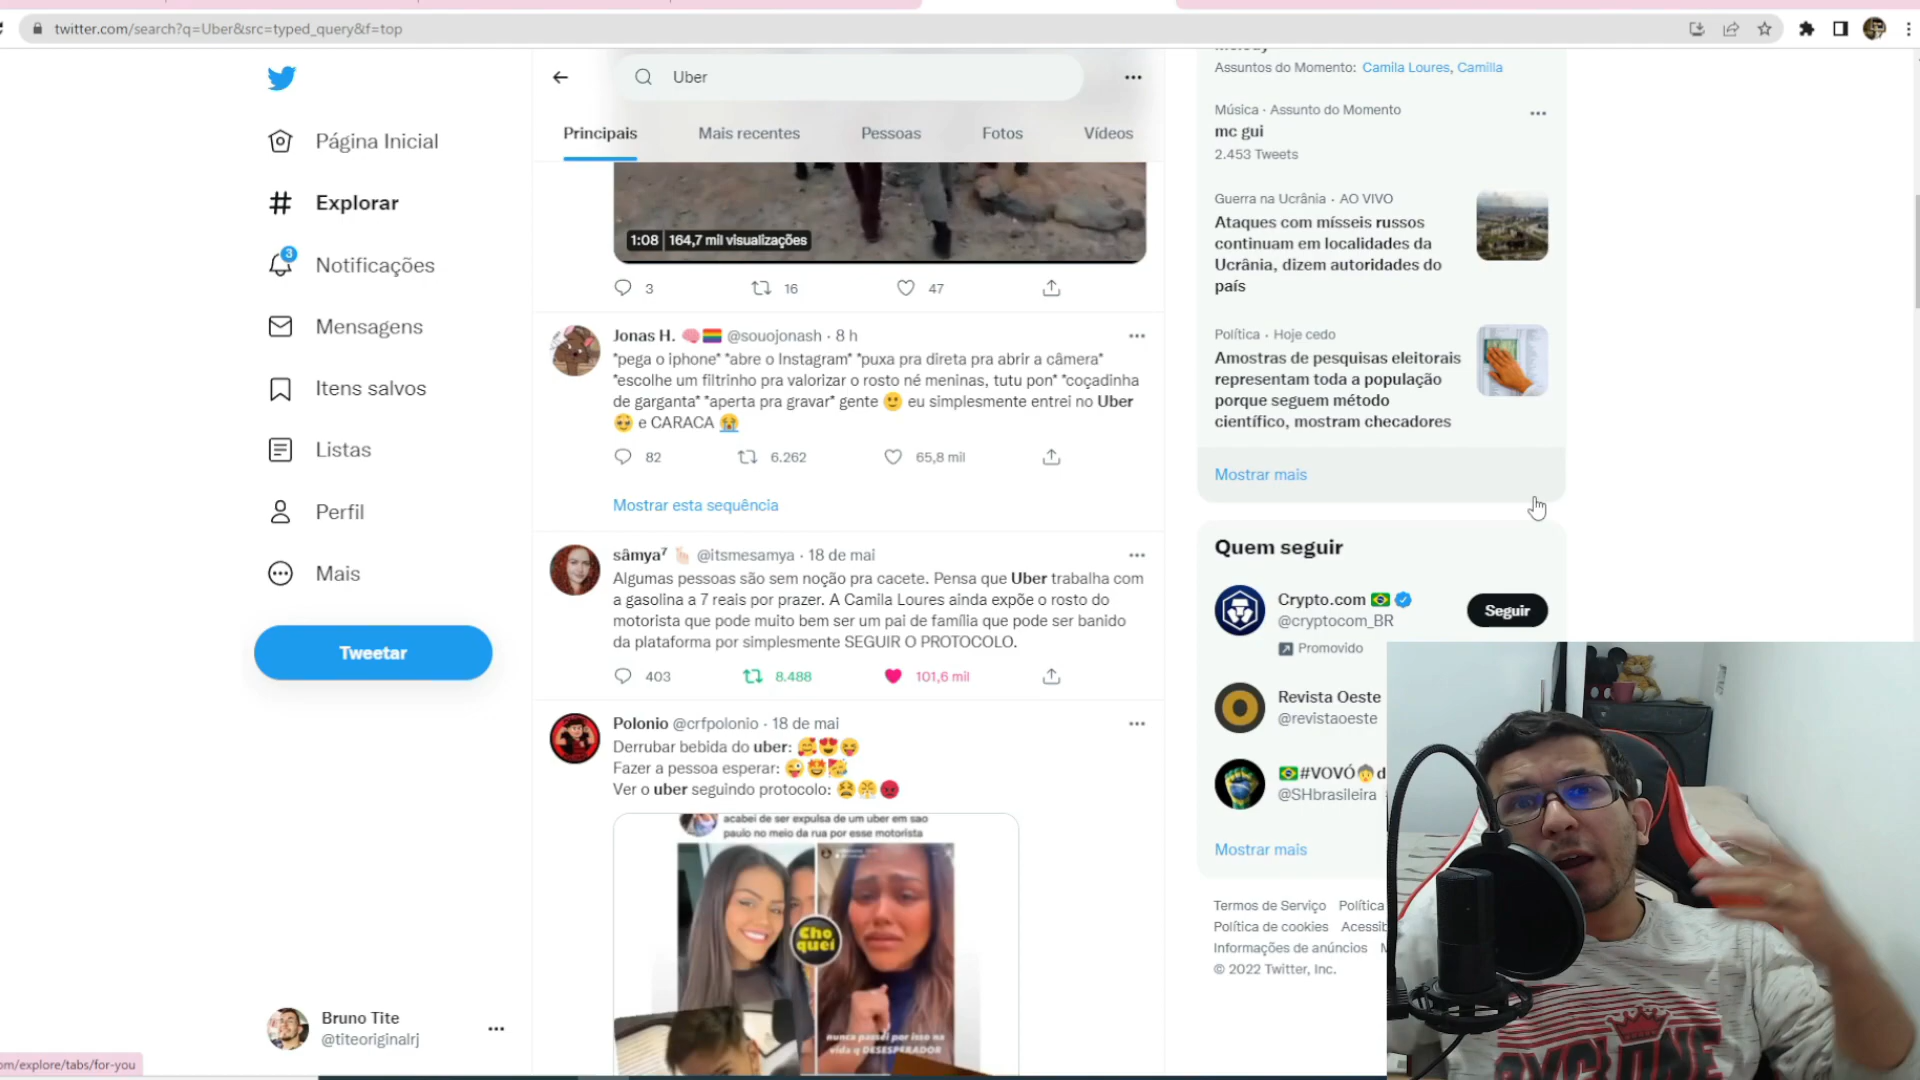 twitter.com/search?q=Uber&src=typed_query&f=top
Página Inicial
Explorar
3
Notificações
Mensagens
Itens salvos
Listas
Perfil
Mais
Tweetar
Bruno Tite
@titeoriginalrj
om/explore/tabs/for-you
Uber
Principais
Mais recentes
Pessoas
Fotos
Vídeos
1:08 164,7 mil visualizações
3 16 47
Jonas H. @souojonash · 8 h
*pega o iphone* *abre o Instagram* *puxa pra direta pra abrir a câmera*
*escolhe um filtrinho pra valorizar o rosto né meninas, tutu pon* *coçadinha
de garganta* *aperta pra gravar* gente 🙂 eu simplesmente entrei no Uber
🥹 e CARACA 😭
82 6.262 65,8 mil
Mostrar esta sequência
sâmya⁷ @itsmesamya · 18 de mai
Algumas pessoas são sem noção pra cacete. Pensa que Uber trabalha com
a gasolina a 7 reais por prazer. A Camila Loures ainda expõe o rosto do
motorista que pode muito bem ser um pai de família que pode ser banido
da plataforma por simplesmente SEGUIR O PROTOCOLO.
403 8.488 101,6 mil
Polonio @crfpolonio · 18 de mai
Derrubar bebida do uber: 🥰😍😝
Fazer a pessoa esperar: 😜🤩🥳
Ver o uber seguindo protocolo: 😫😤😡
acabei de ser expulsa de um uber em sao
paulo no meio da rua por esse motorista
Cho
quei
nunca passei por isso na
vida q DESESPERADOR
Assuntos do Momento: Camila Loures, Camilla
Música · Assunto do Momento
mc gui
2.453 Tweets
Guerra na Ucrânia · AO VIVO
Ataques com mísseis russos
continuam em localidades da
Ucrânia, dizem autoridades do
país
Política · Hoje cedo
Amostras de pesquisas eleitorais
representam toda a população
porque seguem método
científico, mostram checadores
Mostrar mais
Quem seguir
Crypto.com 🇧🇷
@cryptocom_BR
Promovido
Seguir
Revista Oeste
@revistaoeste
🇧🇷#VOVÓ🧓d
@SHbrasileira
Mostrar mais
Termos de Serviço Política
Política de cookies Acessib
Informações de anúncios M
© 2022 Twitter, Inc.
CYCLONE